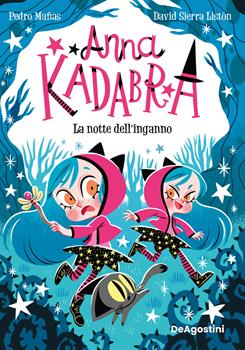 Pedro Mañas
David Sierra Listón
Anna
KADABRA
La notte dell'inganno
DeAgostini